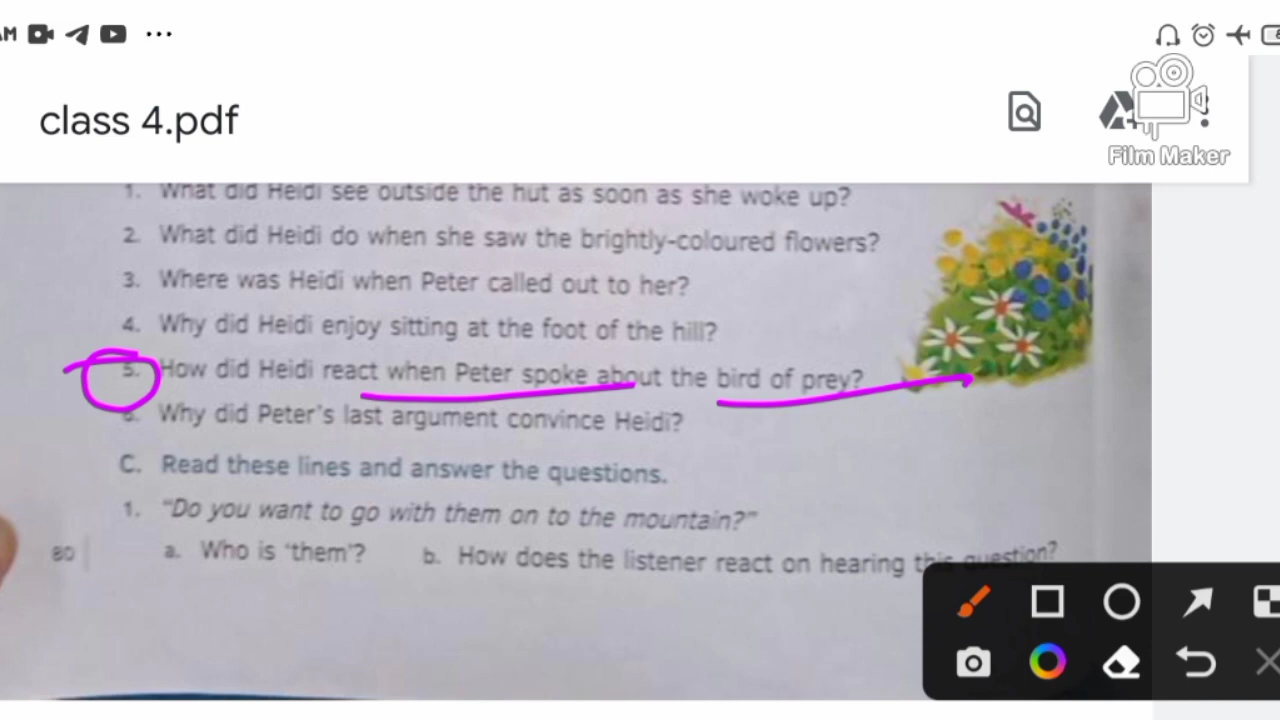 AM
class 4.pdf
Film Maker
1. What did Heidi see outside the hut as soon as she woke up?
2. What did Heidi do when she saw the brightly-coloured flowers?
3. Where was Heidi when Peter called out to her?
4. Why did Heidi enjoy sitting at the foot of the hill?
5. How did Heidi react when Peter spoke about the bird of prey?
6. Why did Peter's last argument convince Heidi?
C. Read these lines and answer the questions.
1. "Do you want to go with them on to the mountain?"
a. Who is 'them'? b. How does the listener react on hearing this question?
80